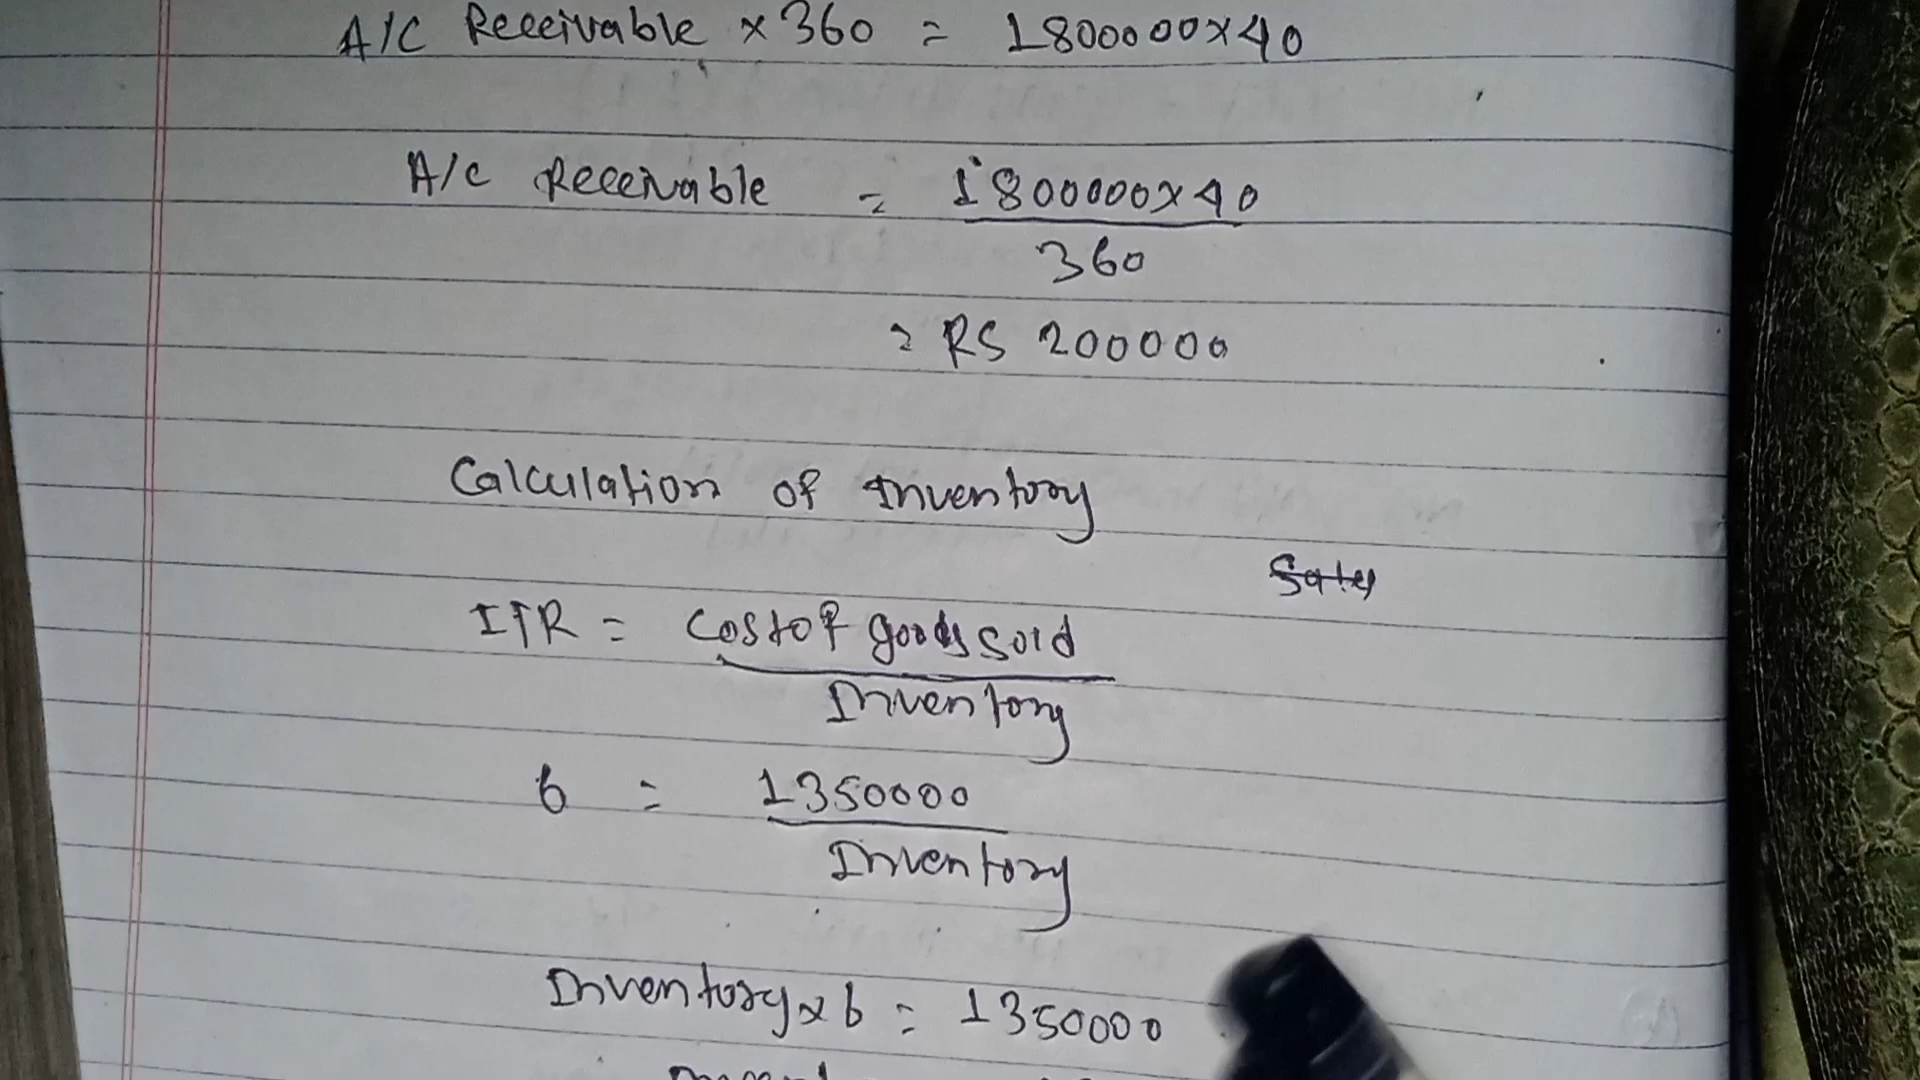 A/C Receivable × 360 = 1800000×40
A/C Receivable = 1800000×40
360
= RS 200000
Calculation of Inventory
Sales
ITR = Cost of goods sold
Inventory
6 = 1350000
Inventory
Inventory × 6 = 1350000